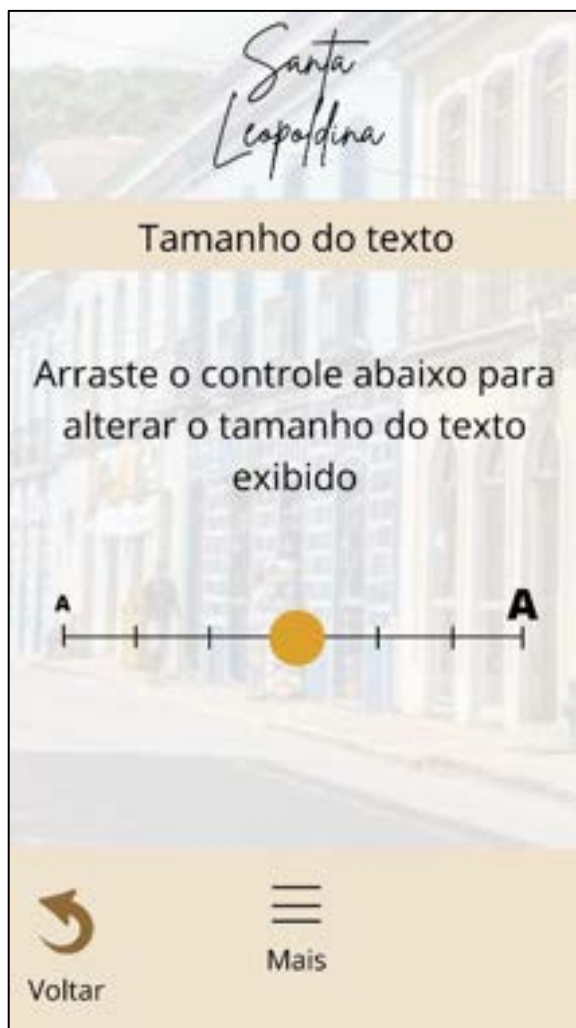 Santa
Leopoldina
Tamanho do texto
Arraste o controle abaixo para
alterar o tamanho do texto
exibido
A A
Voltar
Mais